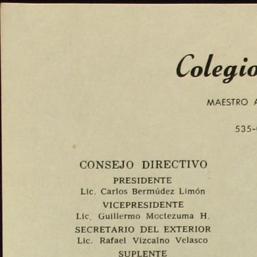 Colegio
MAESTRO A
535-
CONSEJO DIRECTIVO
PRESIDENTE
Lic. Carlos Bermúdez Limón
VICEPRESIDENTE
Lic. Guillermo Moctezuma H.
SECRETARIO DEL EXTERIOR
Lic. Rafael Vizcaíno Velasco
SUPLENTE